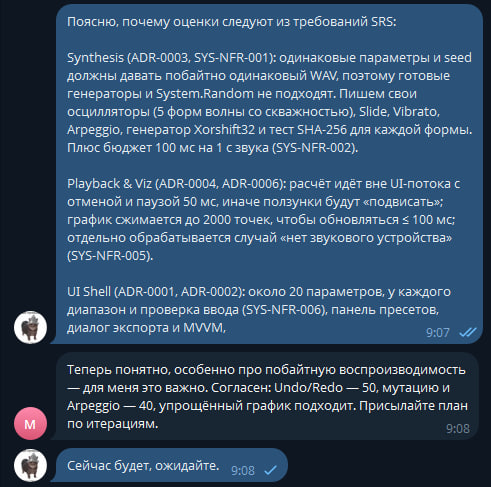 Поясню, почему оценки следуют из требований SRS:
Synthesis (ADR-0003, SYS-NFR-001): одинаковые параметры и seed
должны давать побайтно одинаковый WAV, поэтому готовые
генераторы и System.Random не подходят. Пишем свои
осцилляторы (5 форм волны со скважностью), Slide, Vibrato,
Arpeggio, генератор Xorshift32 и тест SHA-256 для каждой формы.
Плюс бюджет 100 мс на 1 с звука (SYS-NFR-002).
Playback & Viz (ADR-0004, ADR-0006): расчёт идёт вне UI-потока с
отменой и паузой 50 мс, иначе ползунки будут «подвисать»;
график сжимается до 2000 точек, чтобы обновляться ≤ 100 мс;
отдельно обрабатывается случай «нет звукового устройства»
(SYS-NFR-005).
UI Shell (ADR-0001, ADR-0002): около 20 параметров, у каждого
диапазон и проверка ввода (SYS-NFR-006), панель пресетов,
диалог экспорта и MVVM,
9:07
Теперь понятно, особенно про побайтную воспроизводимость
— для меня это важно. Согласен: Undo/Redo — 50, мутацию и
Arpeggio — 40, упрощённый график подходит. Присылайте план
по итерациям.
9:08
М
Сейчас будет, ожидайте.
9:08